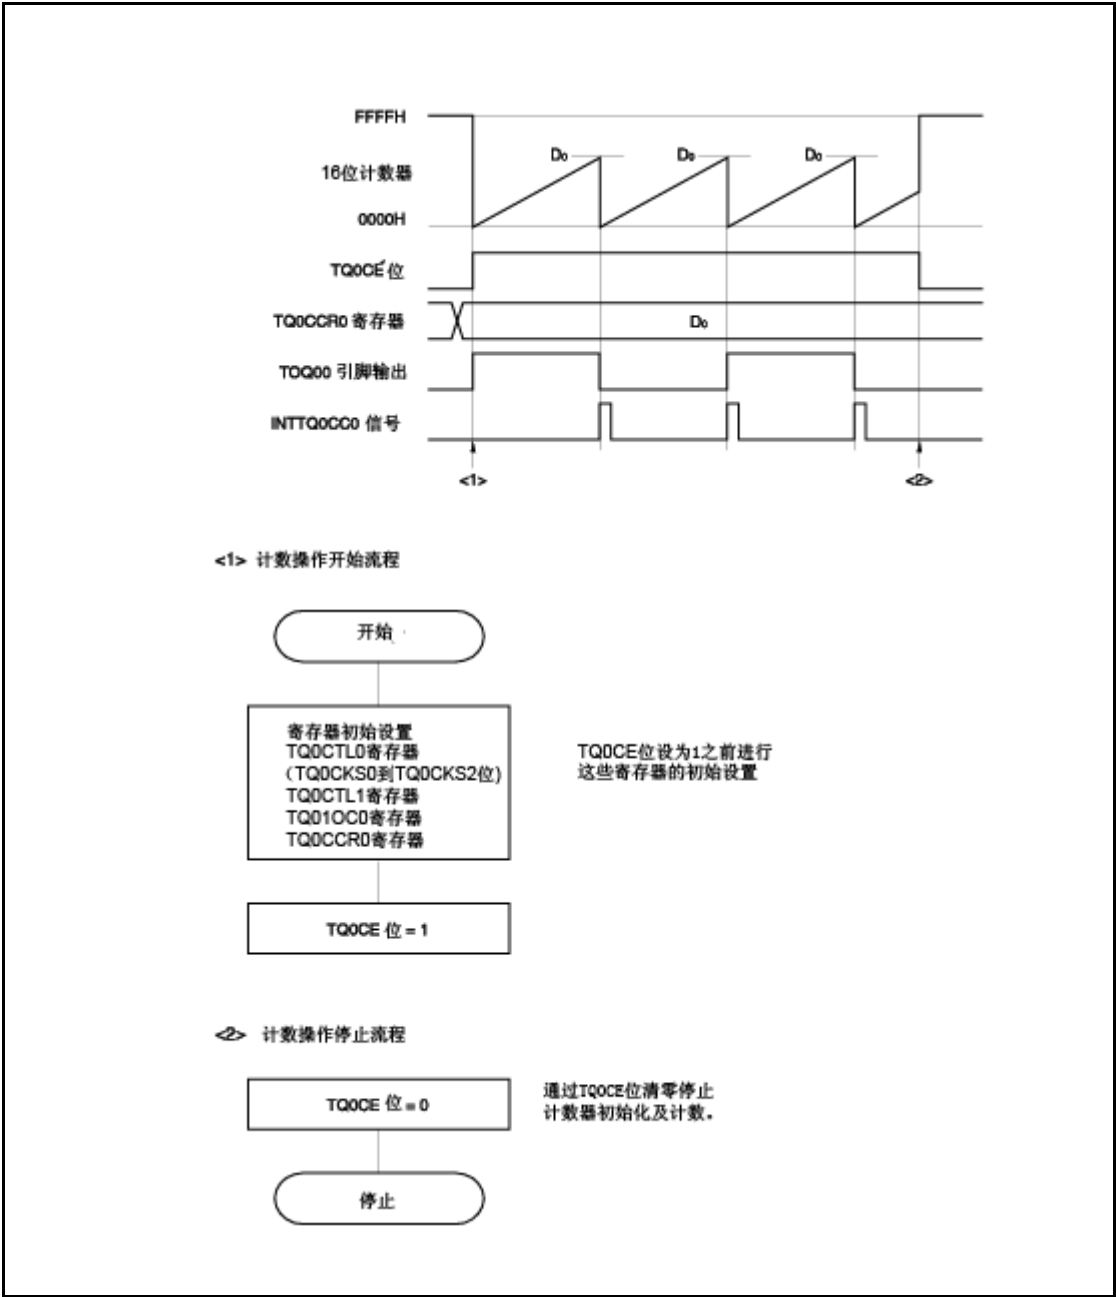 FFFFH
D₀ D₀ D₀
16位计数器
0000H
TQ0CE位
TQ0CCR0 寄存器 D₀
TOQ00 引脚输出
INTTQ0CC0 信号
<1> <2>
<1> 计数操作开始流程
开始
寄存器初始设置
TQ0CTL0寄存器
(TQ0CKS0到TQ0CKS2位)
TQ0CTL1寄存器
TQ01OC0寄存器
TQ0CCR0寄存器
TQ0CE位设为1之前进行
这些寄存器的初始设置
TQ0CE 位 = 1
<2> 计数操作停止流程
TQ0CE 位 = 0
通过TQ0CE位清零停止
计数器初始化及计数。
停止